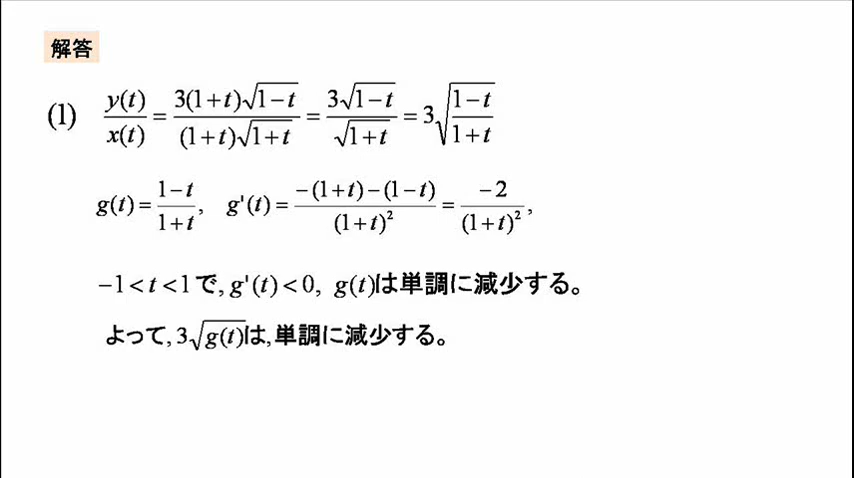 解答
(1) y(t)/x(t) = 3(1+t)√(1−t) / (1+t)√(1+t) = 3√(1−t) / √(1+t) = 3√((1−t)/(1+t))
g(t) = (1−t)/(1+t), g'(t) = (−(1+t)−(1−t))/(1+t)² = −2/(1+t)²,
−1<t<1で, g'(t)<0, g(t)は単調に減少する。
よって, 3√g(t)は, 単調に減少する。